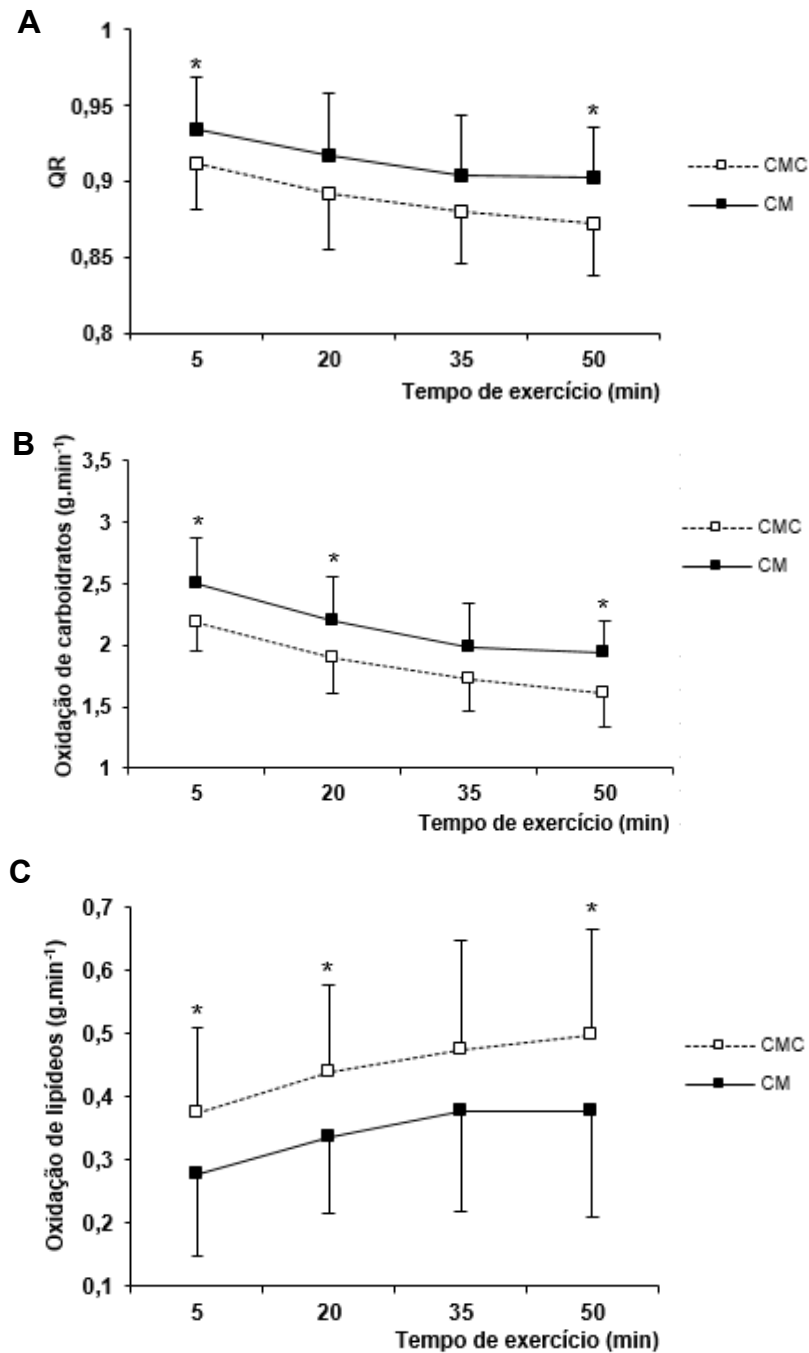 A
1
0,95
0,9
0,85
0,8
QR
*
*
CMC
CM
5 20 35 50
Tempo de exercício (min)
B
3,5
3
2,5
2
1,5
1
Oxidação de carboidratos (g.min-1)
*
*
*
CMC
CM
5 20 35 50
Tempo de exercício (min)
C
0,7
0,6
0,5
0,4
0,3
0,2
0,1
Oxidação de lipídeos (g.min-1)
*
*
*
CMC
CM
5 20 35 50
Tempo de exercício (min)